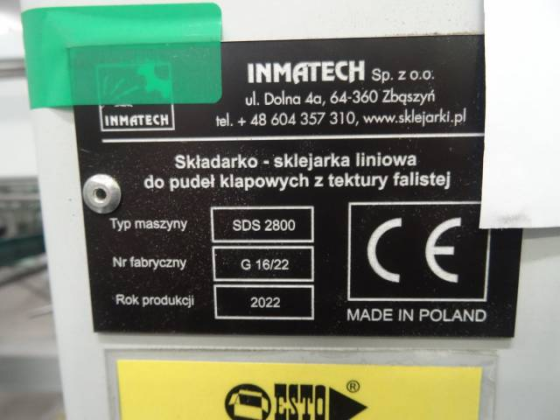 INMATECH Sp. z o.o.
ul. Dolna 4a, 64-360 Zbąszyń
INMATECH
tel. + 48 604 357 310, www.sklejarki.pl
Składarko - sklejarka liniowa
do pudeł klapowych z tektury falistej
Typ maszyny SDS 2800
Nr fabryczny G 16/22
Rok produkcji 2022
CE
MADE IN POLAND
ESTO ®